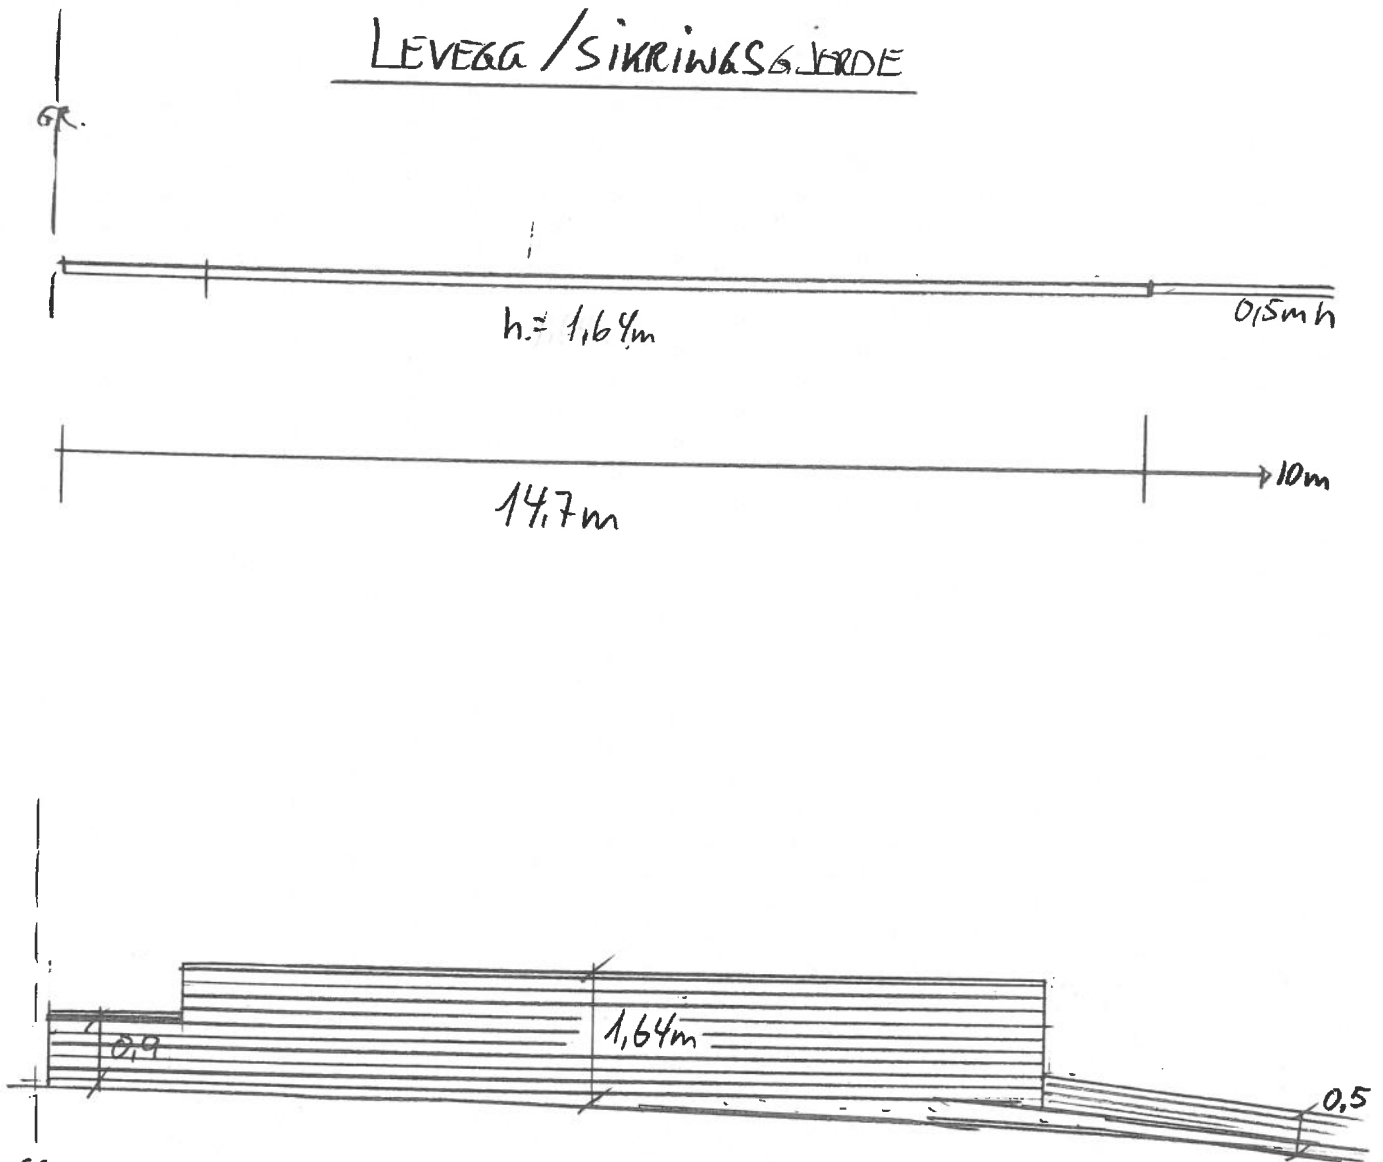 LEVEGG / SIKRINGSGJERDE
GR.
h = 1,64m
0,5m h
14,7m
10m
0,9
1,64m
0,5